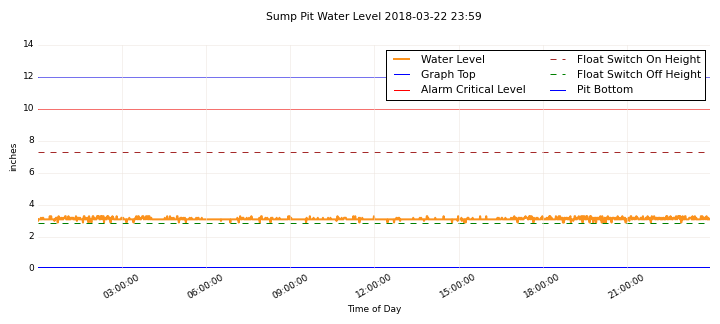 Sump Pit Water Level 2018-03-22 23:59
14
12
10
8
6
4
2
0
inches
Water Level
Graph Top
Alarm Critical Level
Float Switch On Height
Float Switch Off Height
Pit Bottom
03:00:00
06:00:00
09:00:00
12:00:00
15:00:00
18:00:00
21:00:00
Time of Day